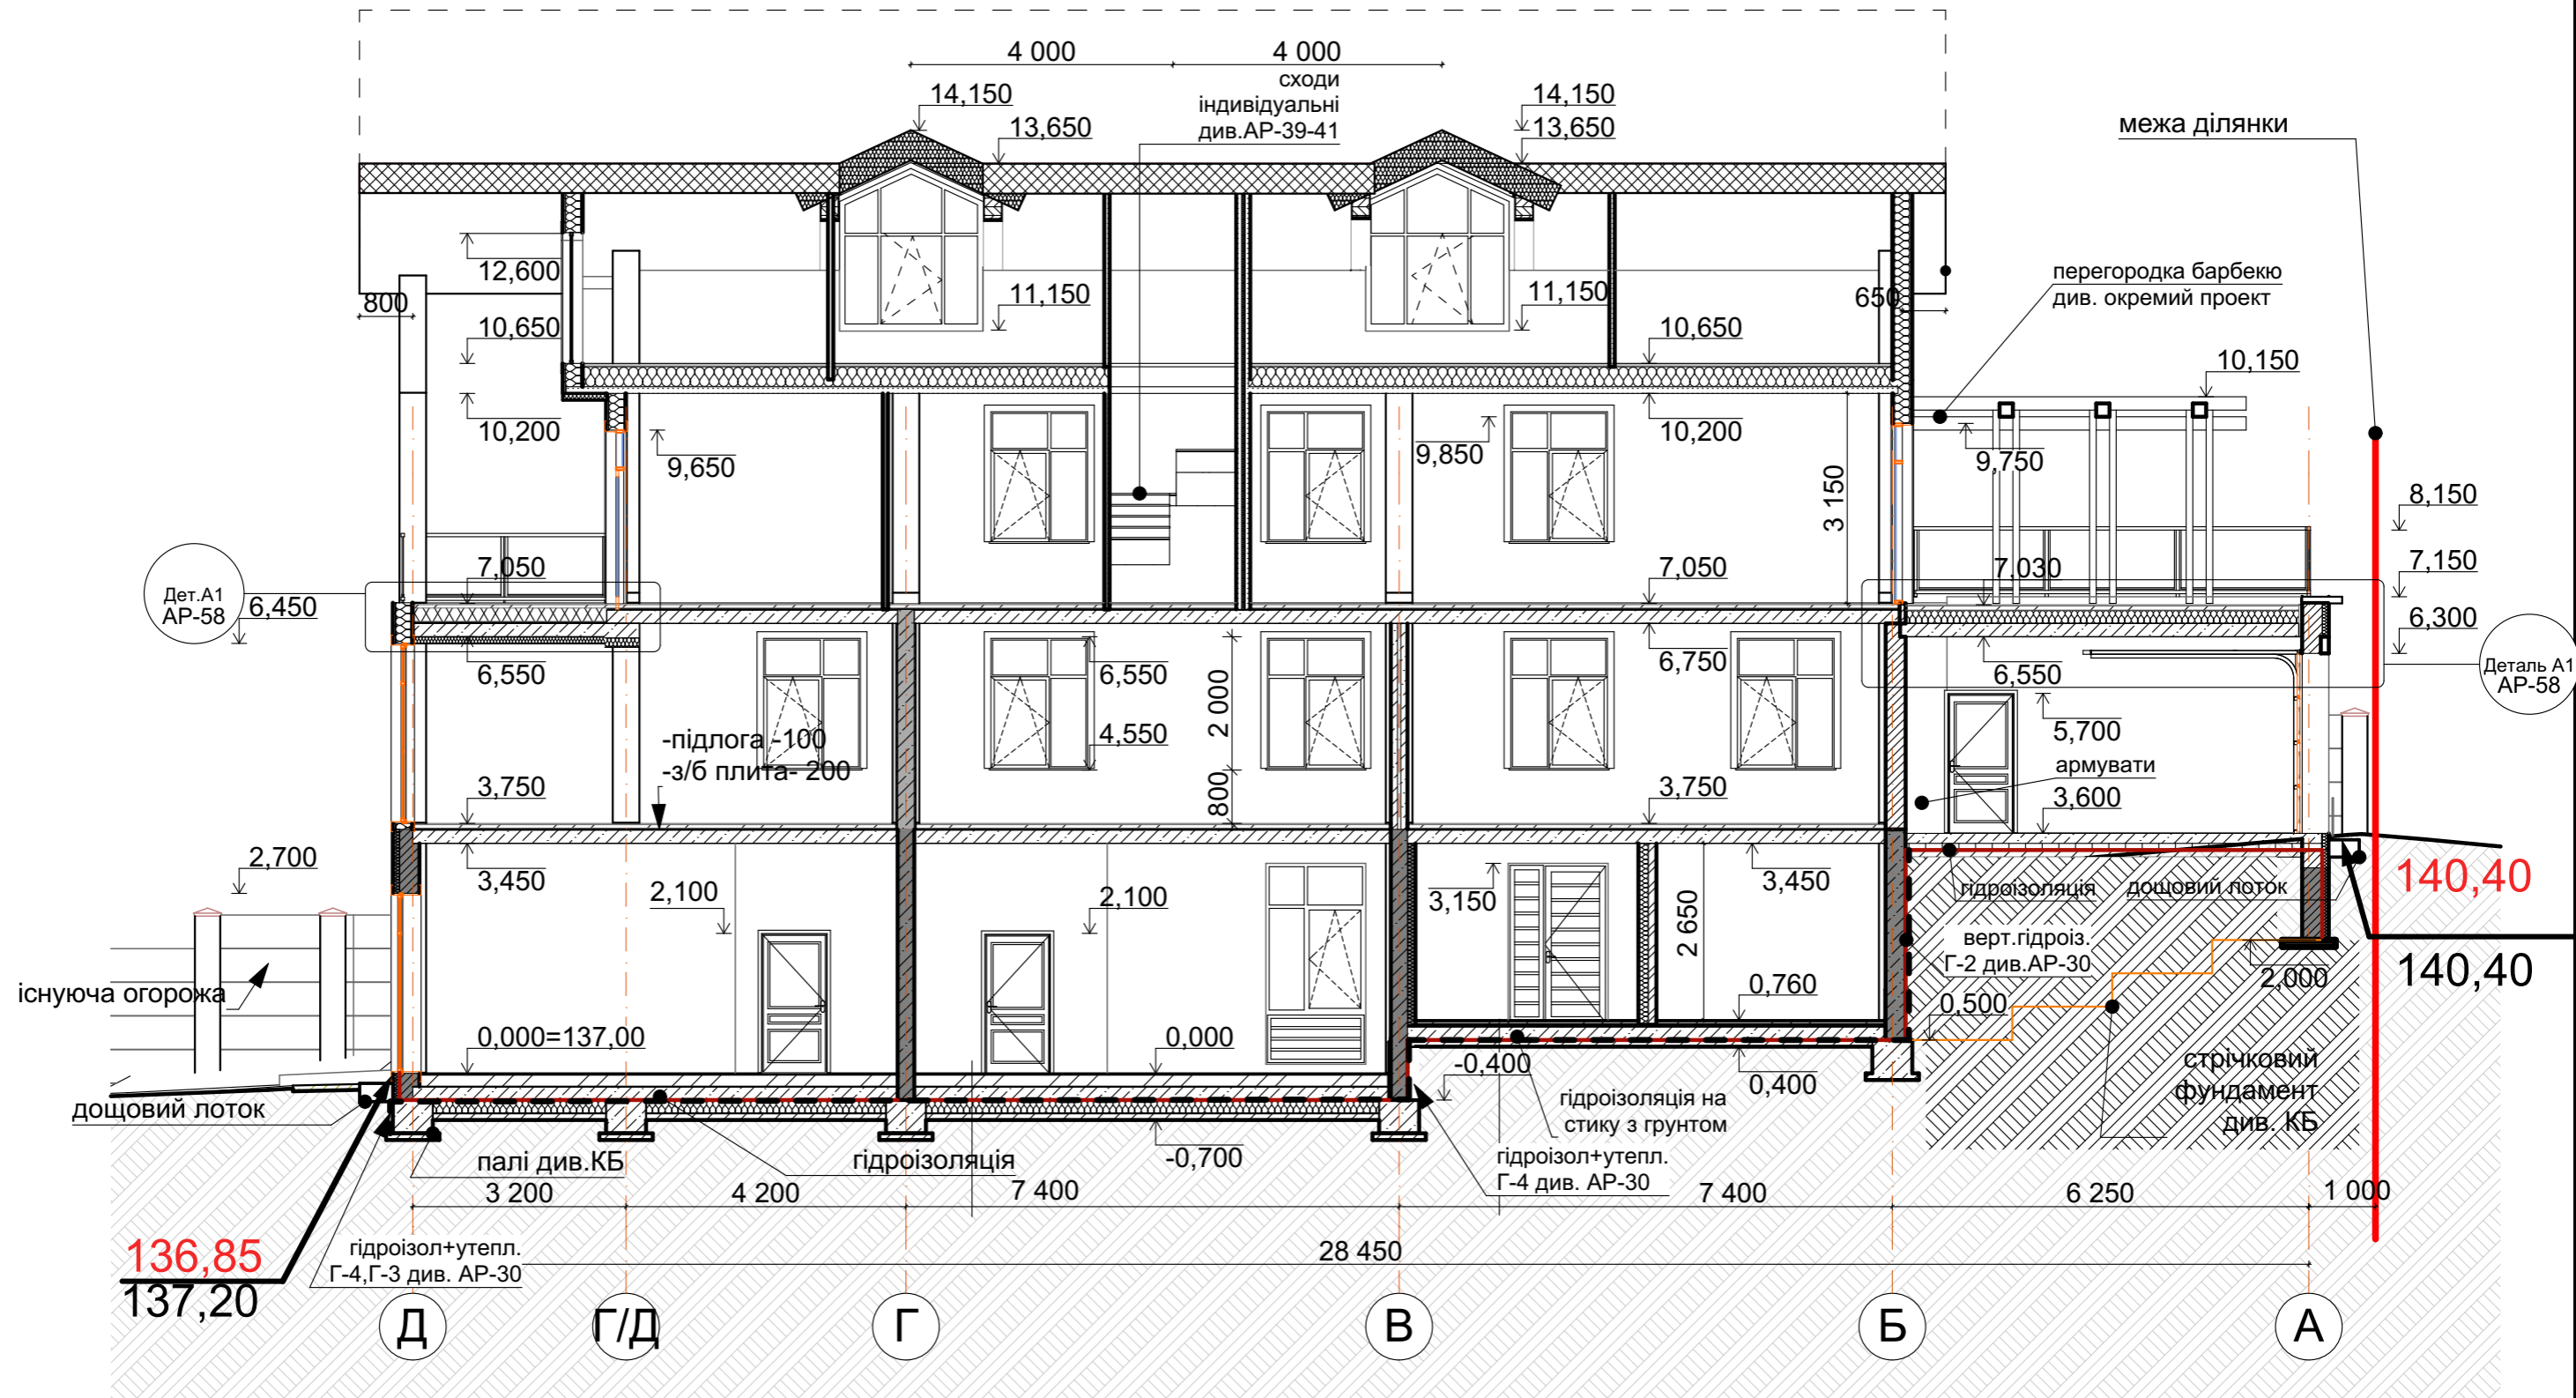 4 000
4 000
сходи
індивідуальні
див.АР-39-41
14,150
13,650
14,150
13,650
межа ділянки
12,600
800
11,150
11,150
650
перегородка барбекю
див. окремий проект
10,650
10,650
10,150
10,200
10,200
9,650
9,850
9,750
3 150
8,150
7,050
7,050
7,030
7,150
Дет.А1
АР-58
6,450
6,300
6,550
6,550
6,750
6,550
Деталь А1
АР-58
2 000
4,550
5,700
-підлога -100
-з/б плита- 200
армувати
3,750
800
3,750
3,600
2,700
3,450
2,100
2,100
3,150
3,450
2 650
гідроізоляція
дощовий лоток
140,40
верт.гідроіз.
Г-2 див.АР-30
140,40
існуюча огорожа
0,760
0,500
2,000
0,000=137,00
0,000
-0,400
0,400
стрічковий
фундамент
див. КБ
дощовий лоток
гідроізоляція на
стику з грунтом
палі див.КБ
гідроізоляція
-0,700
гідроізол+утепл.
Г-4 див. АР-30
3 200
4 200
7 400
7 400
6 250
1 000
136,85
137,20
гідроізол+утепл.
Г-4,Г-3 див. АР-30
28 450
Д
Г/Д
Г
В
Б
А